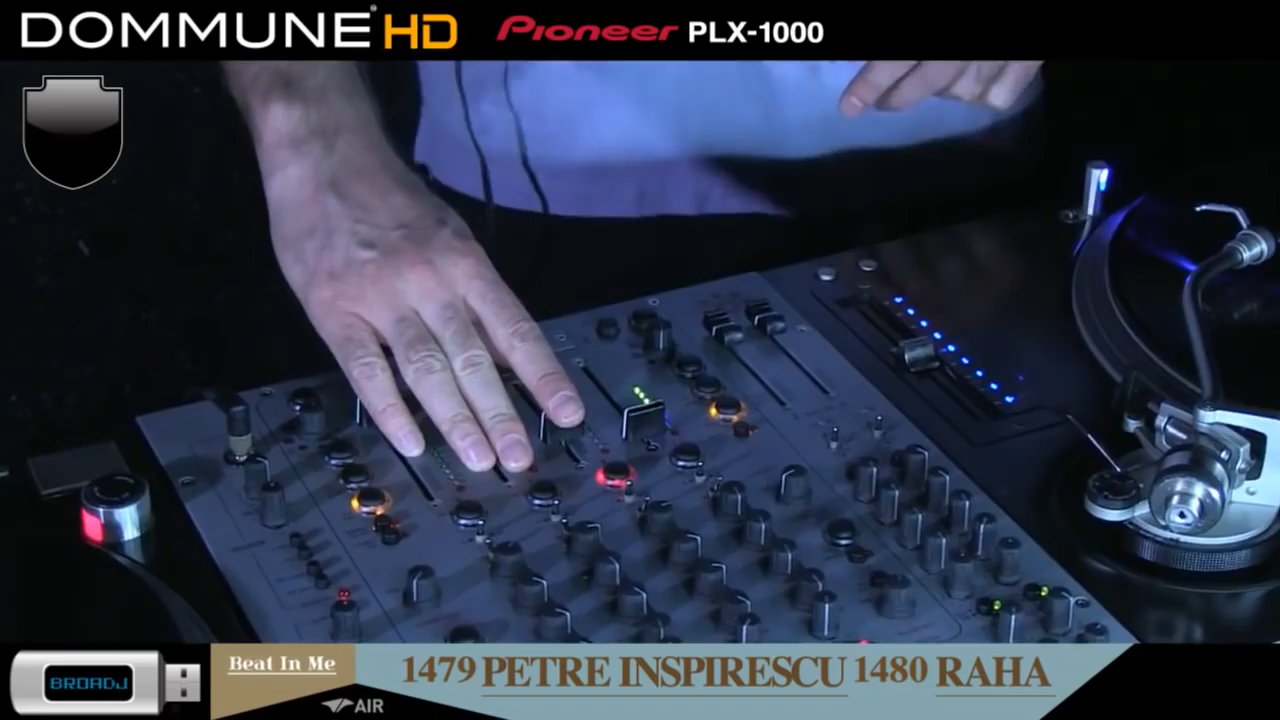 DOMMUNE HD Pioneer PLX-1000
BROADJ
Beat In Me
1479 PETRE INSPIRESCU 1480 RAHA
AIR